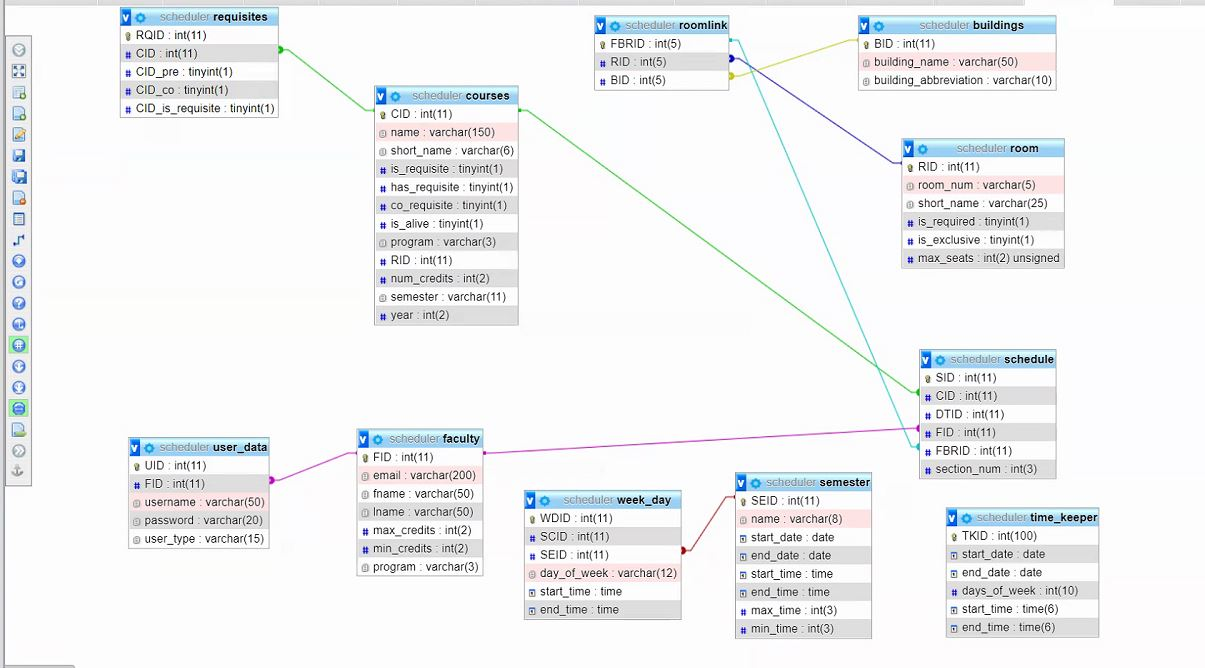 scheduler requisites
RQID : int(11)
CID : int(11)
CID_pre : tinyint(1)
CID_co : tinyint(1)
CID_is_requisite : tinyint(1)
scheduler courses
CID : int(11)
name : varchar(150)
short_name : varchar(6)
is_requisite : tinyint(1)
has_requisite : tinyint(1)
co_requisite : tinyint(1)
is_alive : tinyint(1)
program : varchar(3)
RID : int(11)
num_credits : int(2)
semester : varchar(11)
year : int(2)
scheduler roomlink
FBRID : int(5)
RID : int(5)
BID : int(5)
scheduler buildings
BID : int(11)
building_name : varchar(50)
building_abbreviation : varchar(10)
scheduler room
RID : int(11)
room_num : varchar(5)
short_name : varchar(25)
is_required : tinyint(1)
is_exclusive : tinyint(1)
max_seats : int(2) unsigned
scheduler schedule
SID : int(11)
CID : int(11)
DTID : int(11)
FID : int(11)
FBRID : int(11)
section_num : int(3)
scheduler user_data
UID : int(11)
FID : int(11)
username : varchar(50)
password : varchar(20)
user_type : varchar(15)
scheduler faculty
FID : int(11)
email : varchar(200)
fname : varchar(50)
lname : varchar(50)
max_credits : int(2)
min_credits : int(2)
program : varchar(3)
scheduler week_day
WDID : int(11)
SCID : int(11)
SEID : int(11)
day_of_week : varchar(12)
start_time : time
end_time : time
scheduler semester
SEID : int(11)
name : varchar(8)
start_date : date
end_date : date
start_time : time
end_time : time
max_time : int(3)
min_time : int(3)
scheduler time_keeper
TKID : int(100)
start_date : date
end_date : date
days_of_week : int(10)
start_time : time(6)
end_time : time(6)